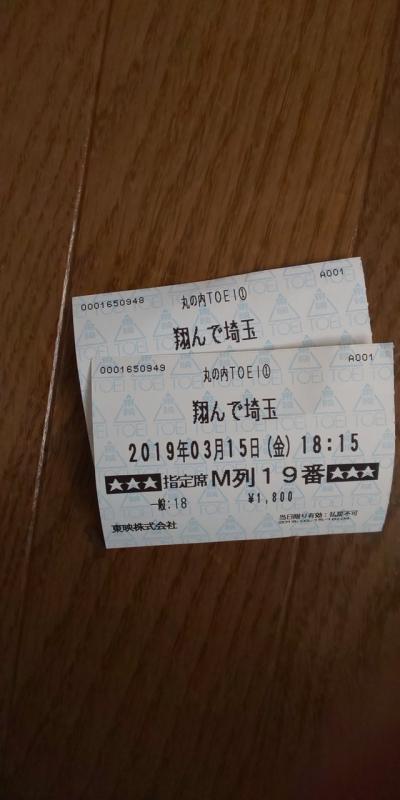 0001650948 丸の内TOEI① A001
翔んで埼玉
0001650949 丸の内TOEI① A001
翔んで埼玉
2019年03月15日(金) 18:15
★★★指定席 M列19番★★★
一般:18 ¥1,800
東映株式会社 当日限り有効:払戻不可